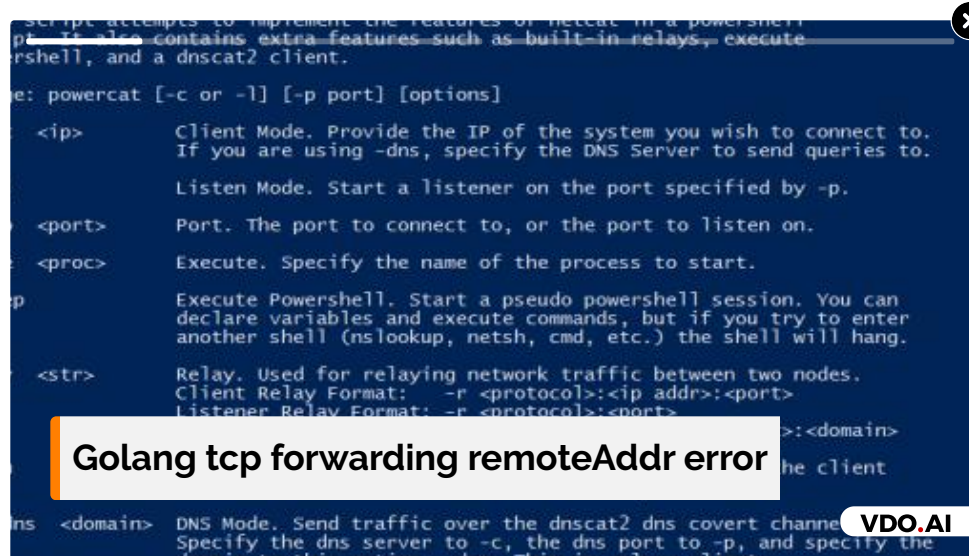 script attempts to implement the features of netcat in a powershell
pt. It also contains extra features such as built-in relays, execute
rshell, and a dnscat2 client.
e: powercat [-c or -l] [-p port] [options]
<ip> Client Mode. Provide the IP of the system you wish to connect to.
If you are using -dns, specify the DNS Server to send queries to.
Listen Mode. Start a listener on the port specified by -p.
<port> Port. The port to connect to, or the port to listen on.
<proc> Execute. Specify the name of the process to start.
ep Execute Powershell. Start a pseudo powershell session. You can
declare variables and execute commands, but if you try to enter
another shell (nslookup, netsh, cmd, etc.) the shell will hang.
<str> Relay. Used for relaying network traffic between two nodes.
Client Relay Format: -r <protocol>:<ip addr>:<port>
Listener Relay Format: -r <protocol>:<port>
>:<domain>
Golang tcp forwarding remoteAddr error
he client
ns <domain> DNS Mode. Send traffic over the dnscat2 dns covert channe
VDO.AI
Specify the dns server to -c, the dns port to -p, and specify the